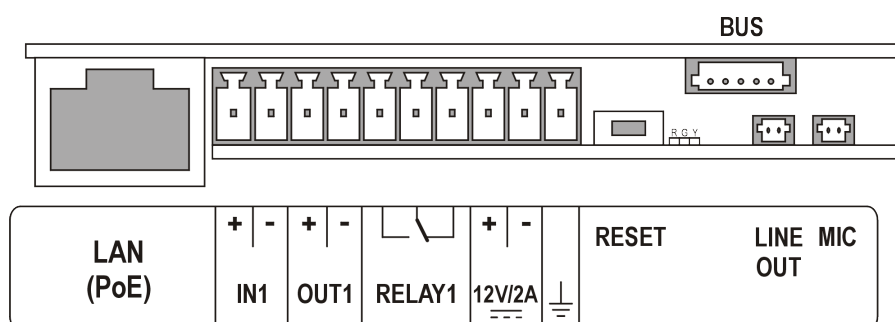 BUS
R G Y
+ - + - + -
LAN
(PoE)
IN1
OUT1
RELAY1
12V/2A
RESET
LINE
OUT
MIC